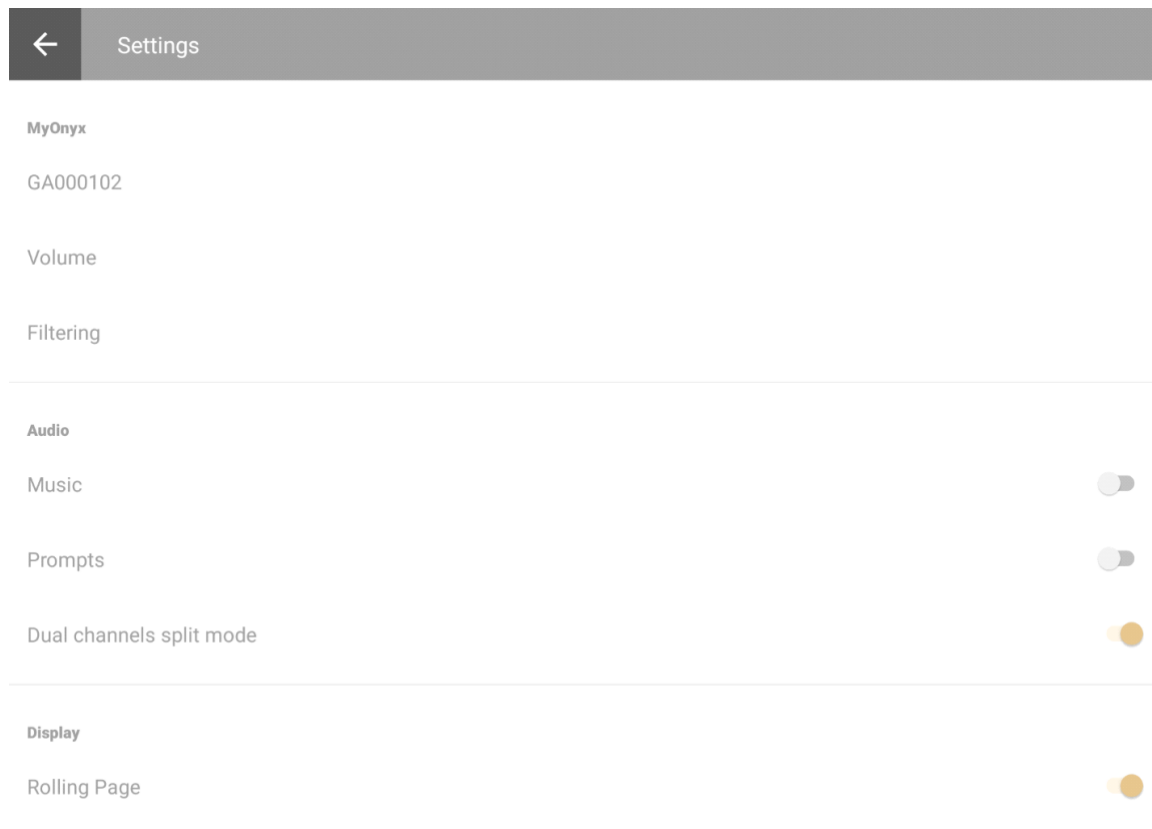 Settings
MyOnyx
GA000102
Volume
Filtering
Audio
Music
Prompts
Dual channels split mode
Display
Rolling Page